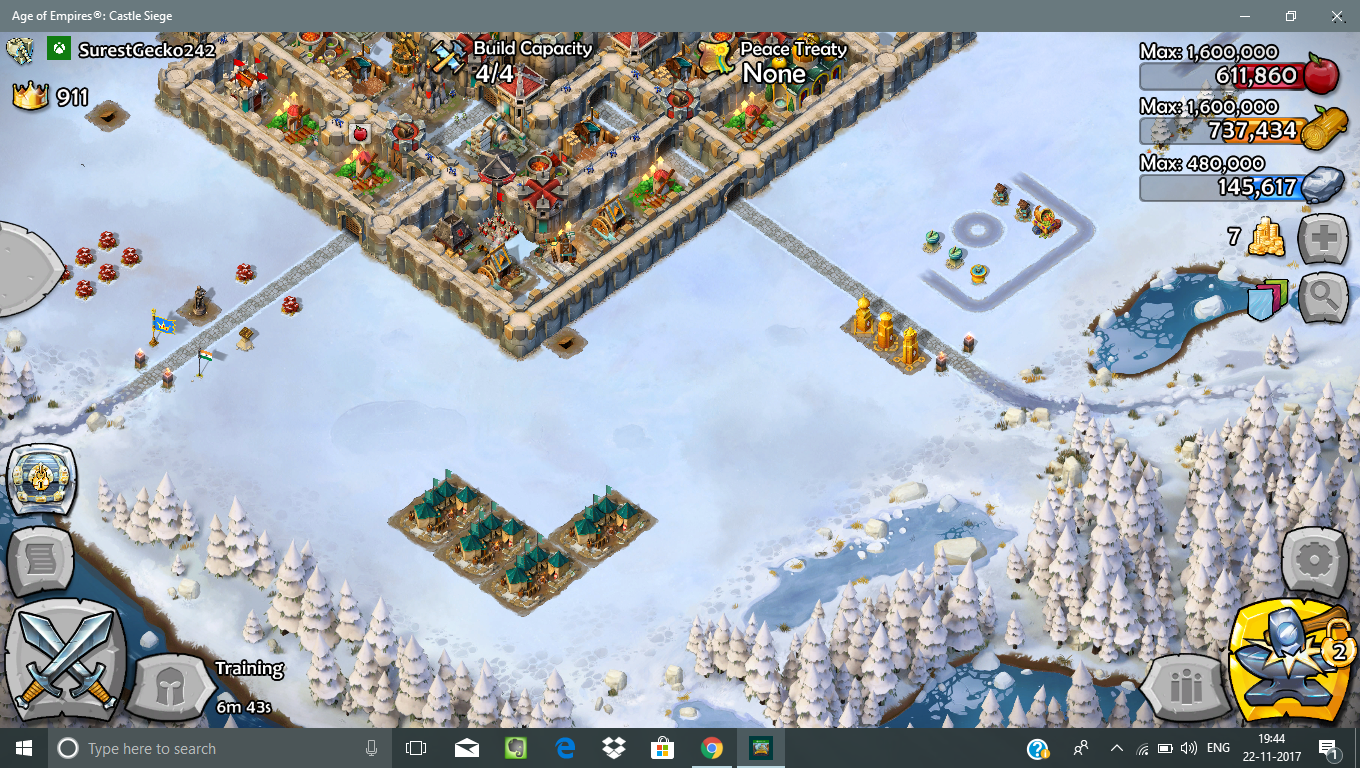 Age of Empires®: Castle Siege
SurestGecko242
911
Build Capacity
4/4
Peace Treaty
None
Max: 1,600,000
611,860
Max: 1,600,000
737,434
Max: 480,000
145,617
7
2
Training
6m 43s
Type here to search
ENG
19:44
22-11-2017
1